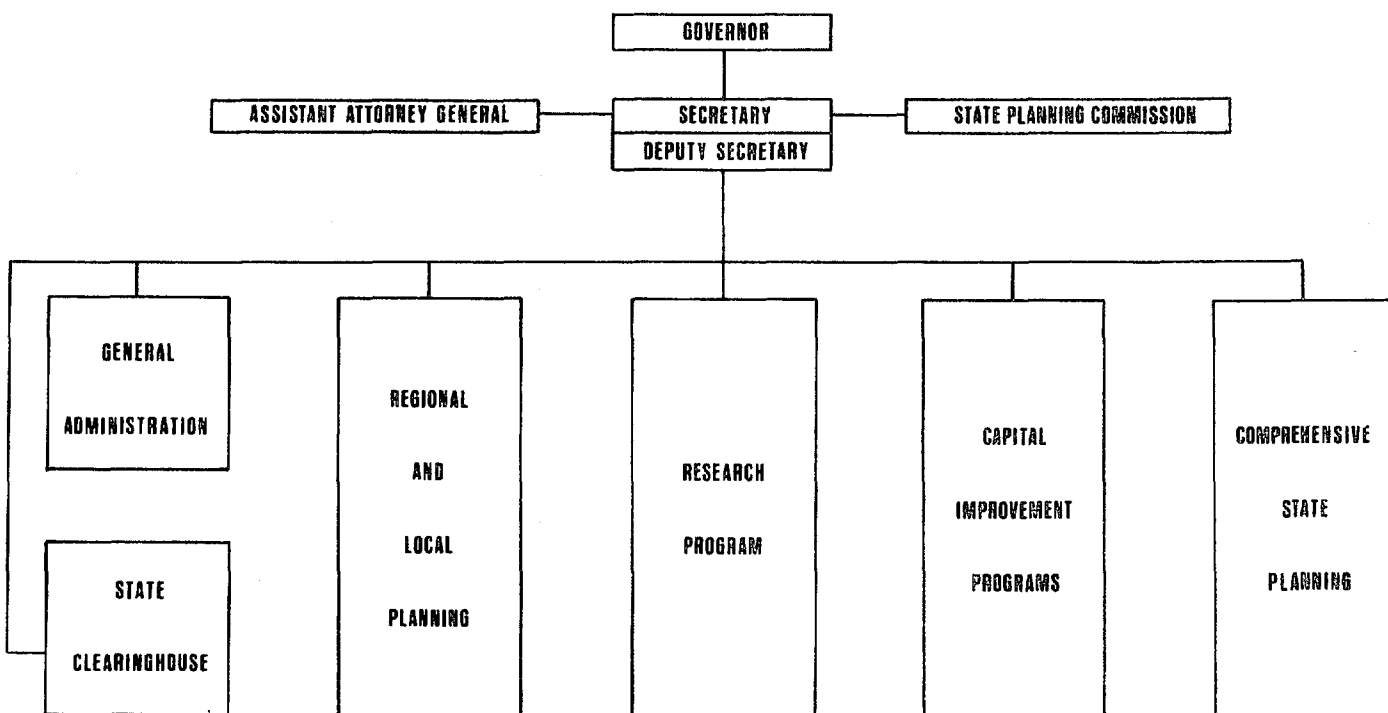 GOVERNOR
ASSISTANT ATTORNEY GENERAL
SECRETARY
STATE PLANNING COMMISSION
DEPUTY SECRETARY
GENERAL
ADMINISTRATION
STATE
CLEARINGHOUSE
REGIONAL
AND
LOCAL
PLANNING
RESEARCH
PROGRAM
CAPITAL
IMPROVEMENT
PROGRAMS
COMPREHENSIVE
STATE
PLANNING